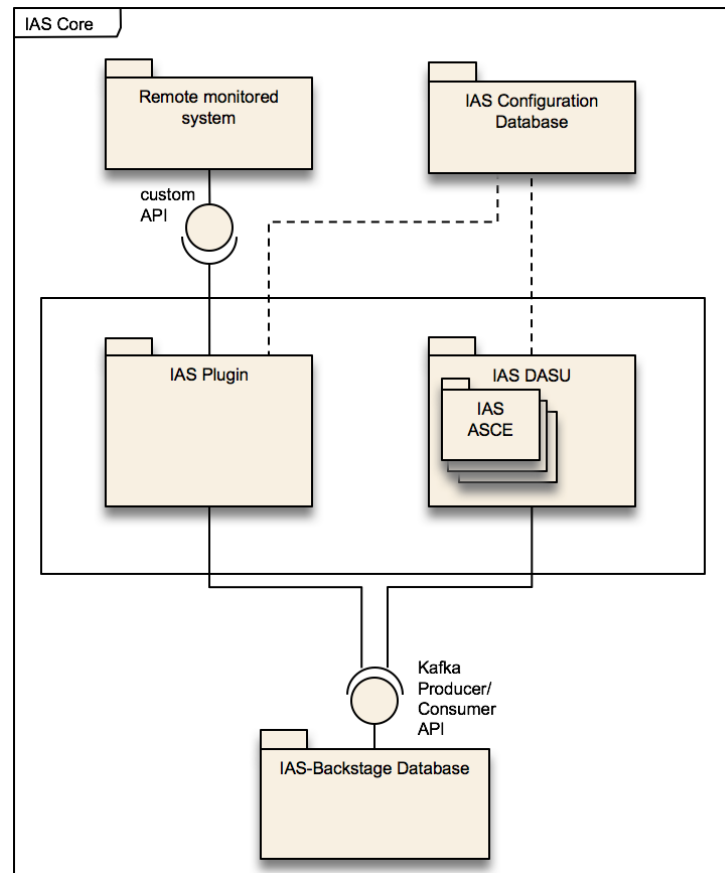 IAS Core
Remote monitored
system
IAS Configuration
Database
custom
API
IAS Plugin
IAS DASU
IAS
ASCE
Kafka
Producer/
Consumer
API
IAS-Backstage Database